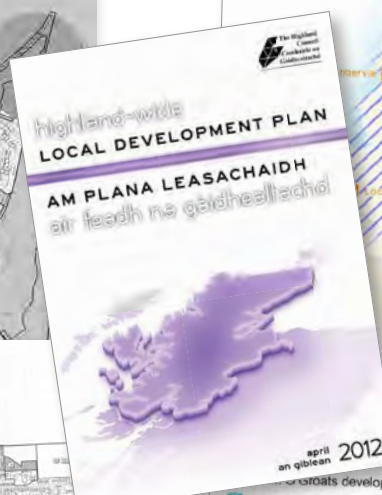 The Highland
Council
Comhairle na
Gàidhealtachd
highland-wide
LOCAL DEVELOPMENT PLAN
AM PLANA LEASACHAIDH
air feadh na gàidhealtachd
april
an giblean 2012
Groats develop